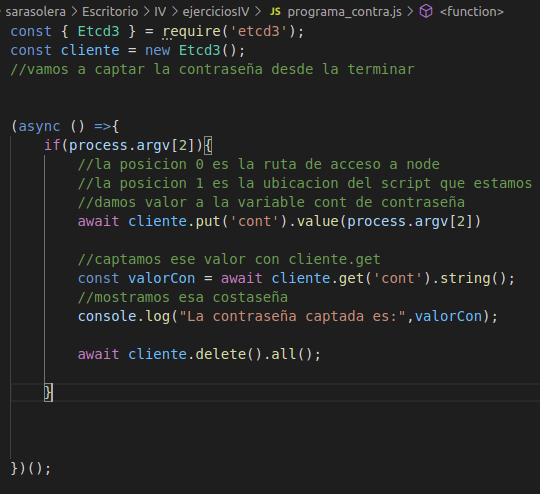 sarasolera > Escritorio > IV > ejerciciosIV > JS programa_contra.js > <function>
const { Etcd3 } = require('etcd3');
const cliente = new Etcd3();
//vamos a captar la contraseña desde la terminar
(async () =>{
if(process.argv[2]){
//la posicion 0 es la ruta de acceso a node
//la posicion 1 es la ubicacion del script que estamos
//damos valor a la variable cont de contraseña
await cliente.put('cont').value(process.argv[2])
//captamos ese valor con cliente.get
const valorCon = await cliente.get('cont').string();
//mostramos esa costaseña
console.log("La contraseña captada es:",valorCon);
await cliente.delete().all();
}
})();